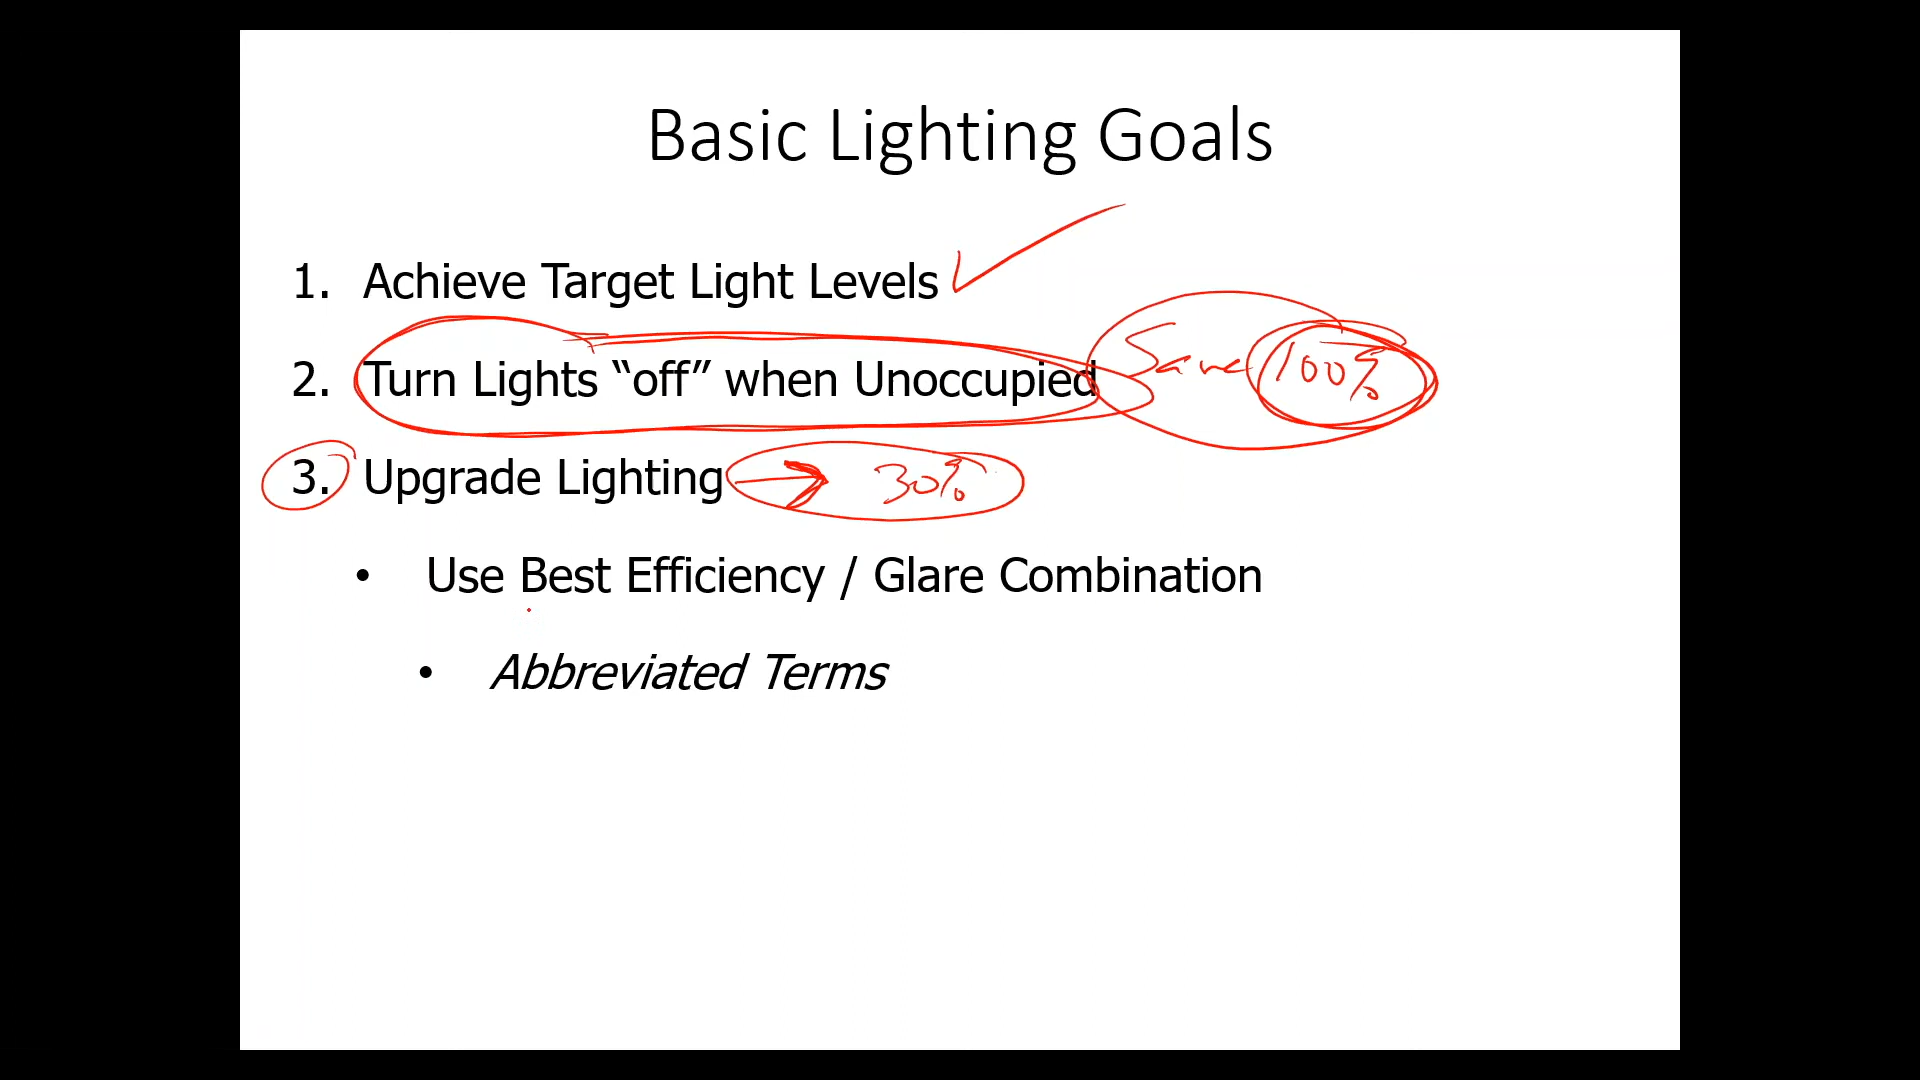 Basic Lighting Goals
1. Achieve Target Light Levels
2. Turn Lights “off” when Unoccupied Save 100%
3. Upgrade Lighting → 30%
• Use Best Efficiency / Glare Combination
• Abbreviated Terms